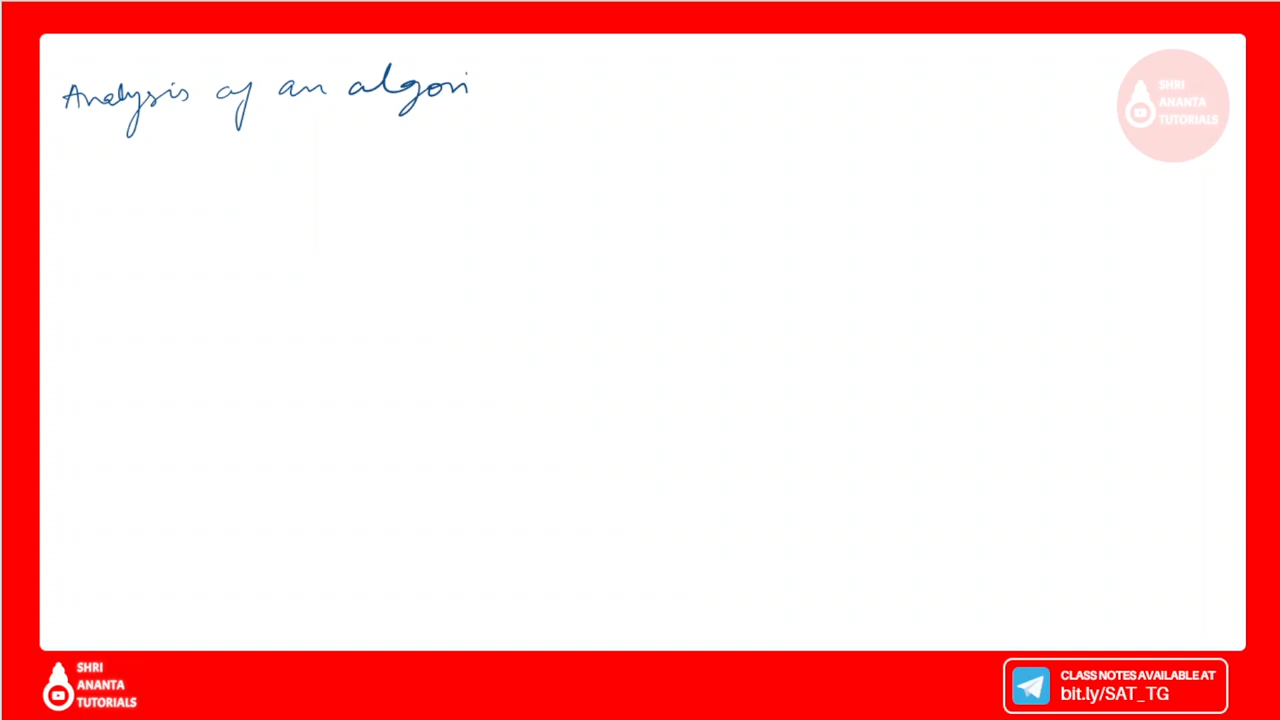 Analysis of an algori
SHRI
ANANTA
TUTORIALS
SHRI
ANANTA
TUTORIALS
CLASS NOTES AVAILABLE AT
bit.ly/SAT_TG